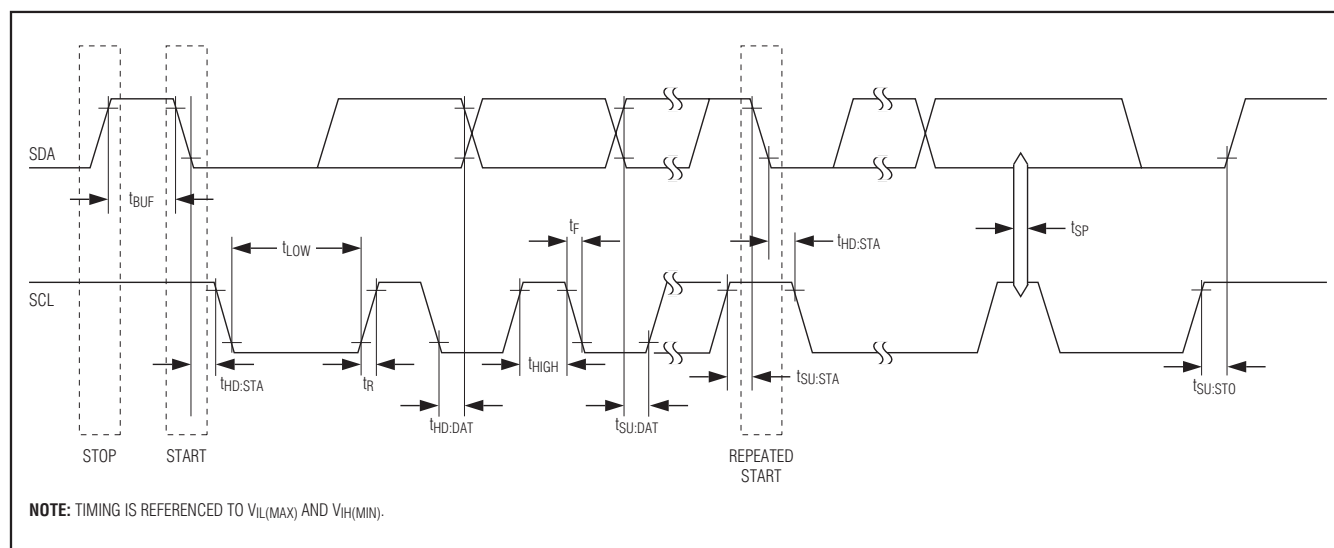 SDA
tBUF
tLOW
tF
tHD:STA
tSP
SCL
tHD:STA
tR
tHD:DAT
tHIGH
tSU:DAT
tSU:STA
tSU:STO
STOP
START
REPEATED
START
NOTE: TIMING IS REFERENCED TO VIL(MAX) AND VIH(MIN).